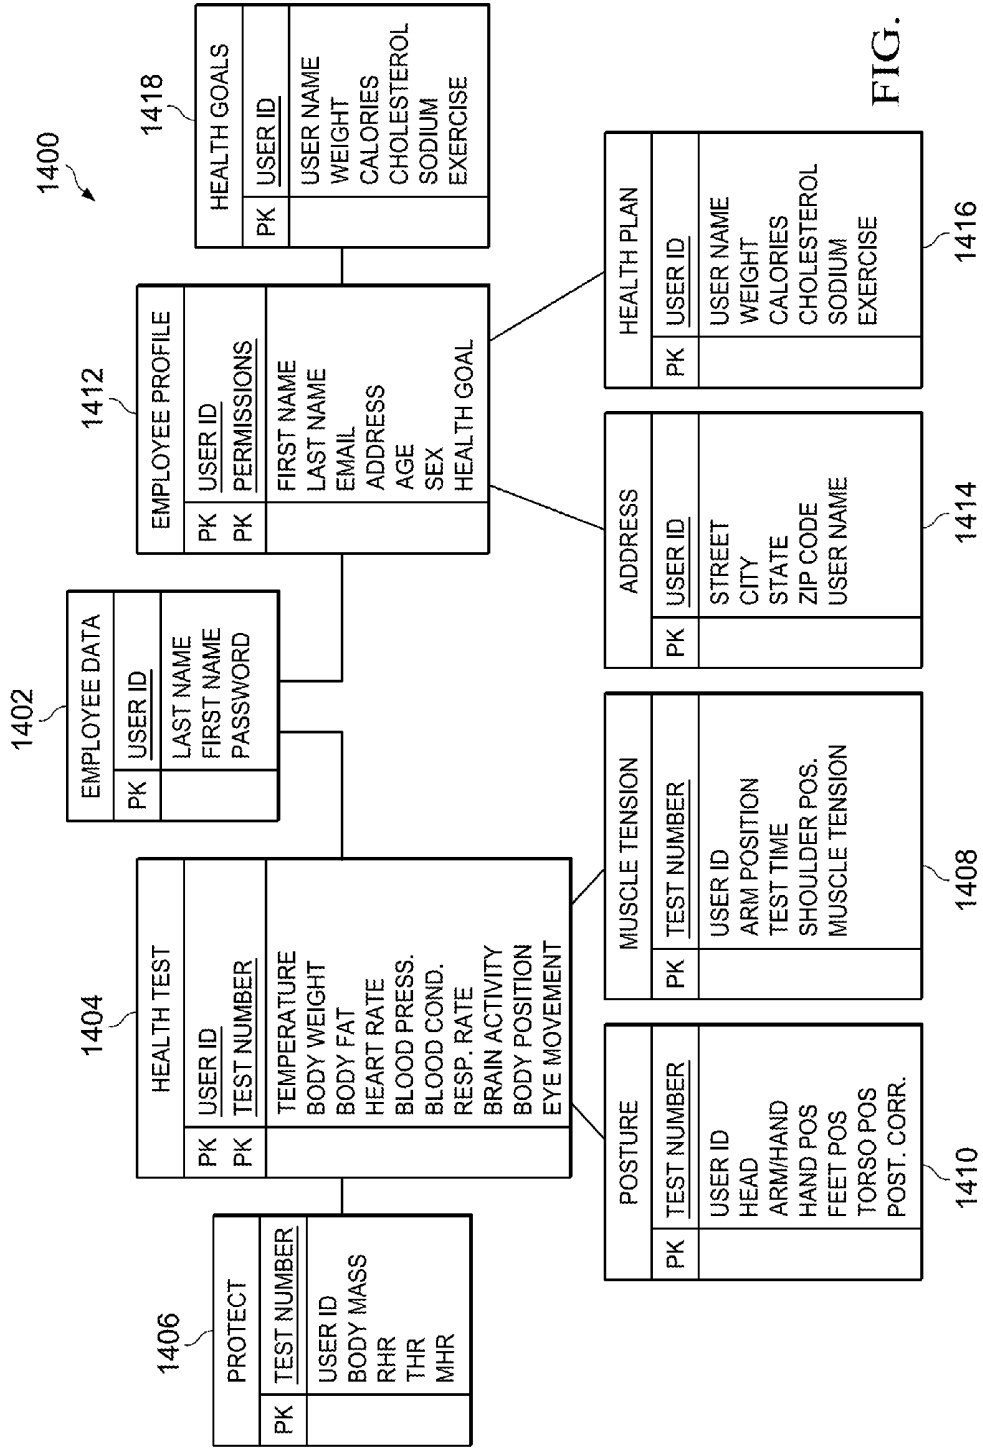 1400
1402
EMPLOYEE DATA
PK USER ID
LAST NAME
FIRST NAME
PASSWORD
1404
HEALTH TEST
PK USER ID
PK TEST NUMBER
TEMPERATURE
BODY WEIGHT
BODY FAT
HEART RATE
BLOOD PRESS.
BLOOD COND.
RESP. RATE
BRAIN ACTIVITY
BODY POSITION
EYE MOVEMENT
1412
EMPLOYEE PROFILE
PK USER ID
PK PERMISSIONS
FIRST NAME
LAST NAME
EMAIL
ADDRESS
AGE
SEX
HEALTH GOAL
1406
PROTECT
PK TEST NUMBER
USER ID
BODY MASS
RHR
THR
MHR
1418
HEALTH GOALS
PK USER ID
USER NAME
WEIGHT
CALORIES
CHOLESTEROL
SODIUM
EXERCISE
POSTURE
PK TEST NUMBER
USER ID
HEAD
ARM/HAND
HAND POS
FEET POS
TORSO POS
POST. CORR.
1410
MUSCLE TENSION
PK TEST NUMBER
USER ID
ARM POSITION
TEST TIME
SHOULDER POS.
MUSCLE TENSION
1408
ADDRESS
PK USER ID
STREET
CITY
STATE
ZIP CODE
USER NAME
1414
HEALTH PLAN
PK USER ID
USER NAME
WEIGHT
CALORIES
CHOLESTEROL
SODIUM
EXERCISE
1416
FIG.